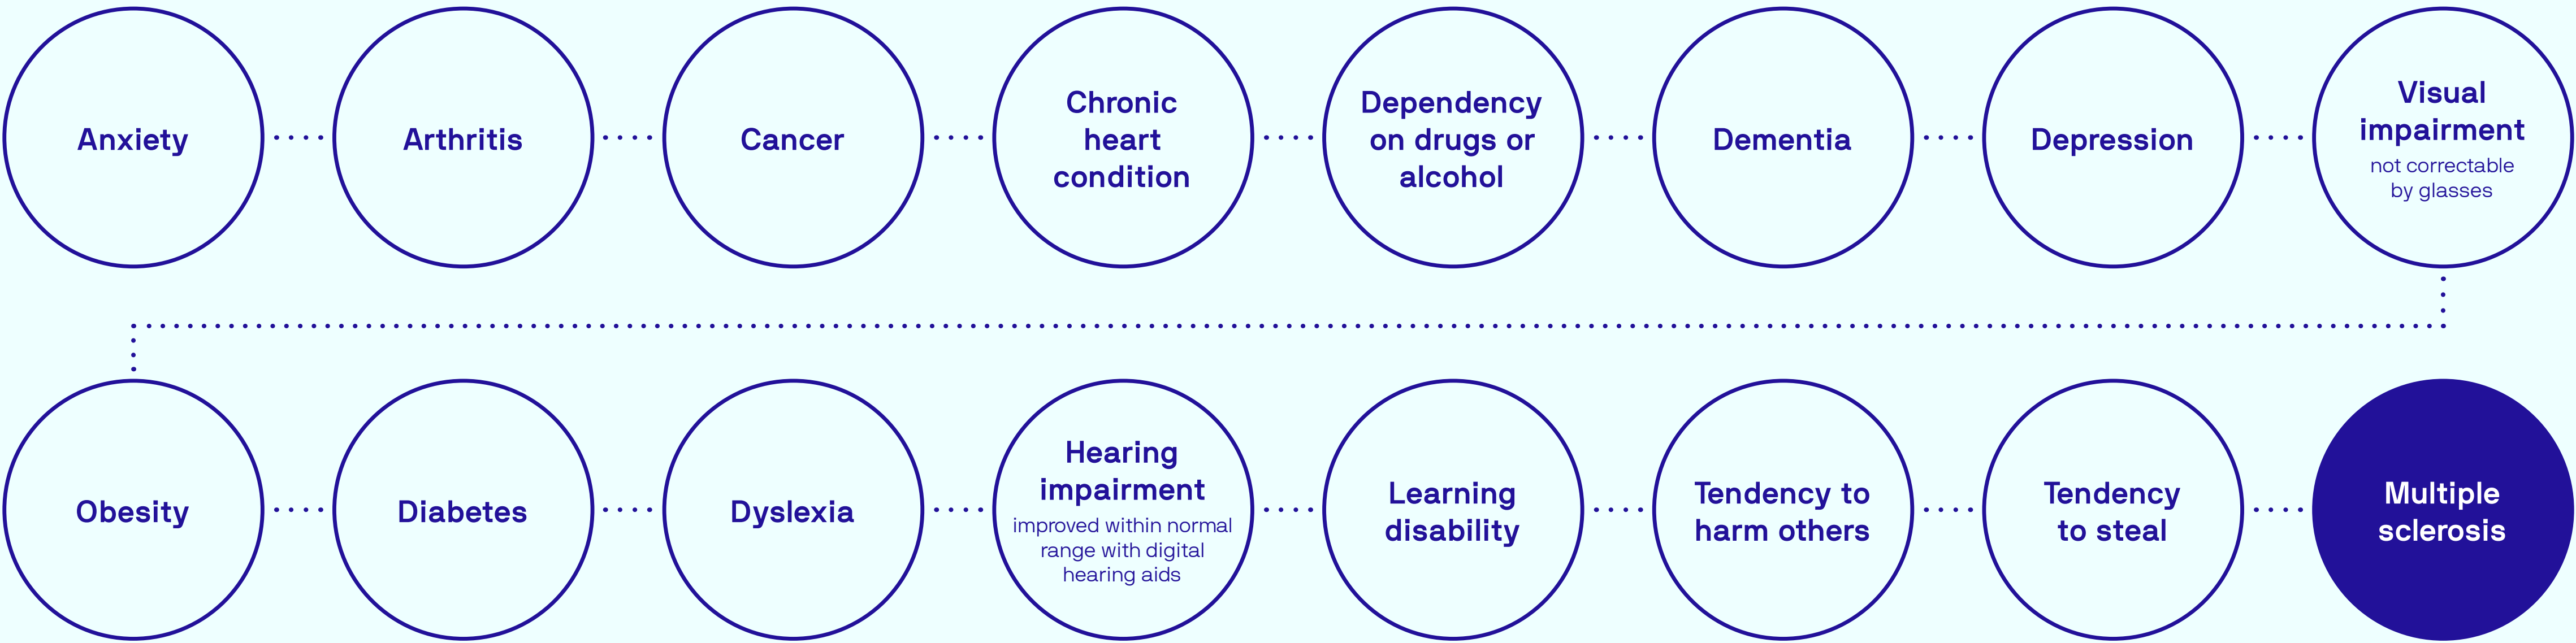 Anxiety
Arthritis
Cancer
Chronic
heart
condition
Dependency
on drugs or
alcohol
Dementia
Depression
Visual
impairment
not correctable
by glasses
Obesity
Diabetes
Dyslexia
Hearing
impairment
improved within normal
range with digital
hearing aids
Learning
disability
Tendency to
harm others
Tendency
to steal
Multiple
sclerosis